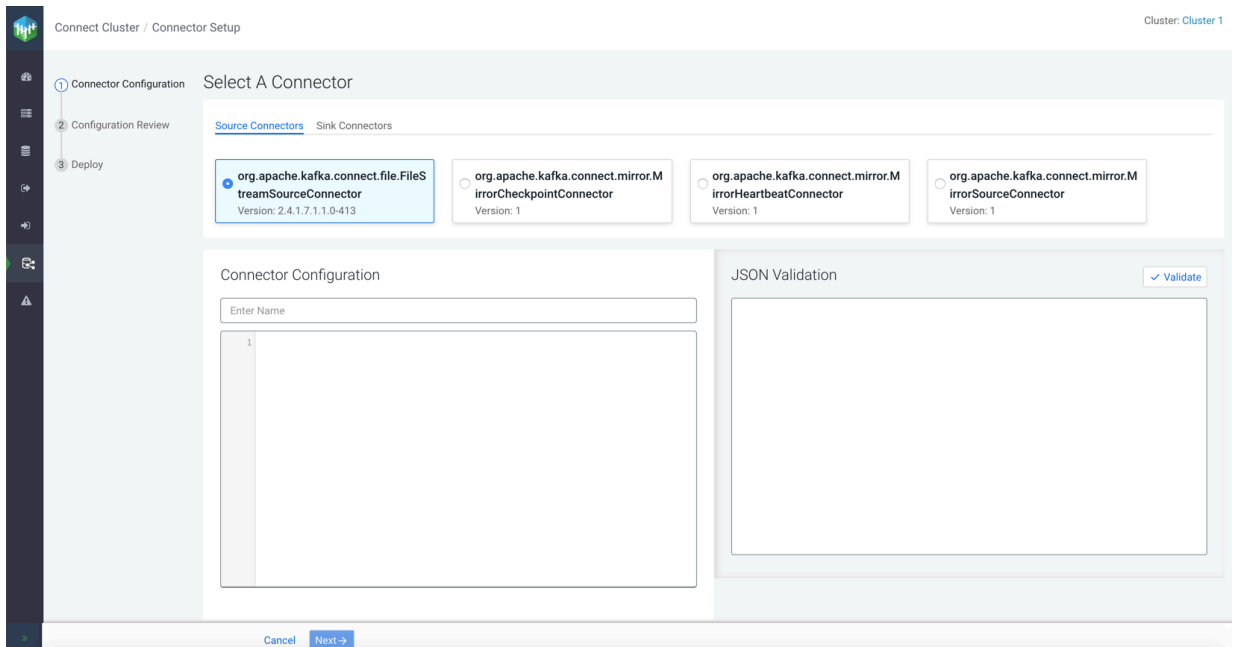 Connect Cluster / Connector Setup
Cluster: Cluster 1
1 Connector Configuration
2 Configuration Review
3 Deploy
Select A Connector
Source Connectors Sink Connectors
org.apache.kafka.connect.file.FileS
treamSourceConnector
Version: 2.4.1.7.1.1.0-413
org.apache.kafka.connect.mirror.M
irrorCheckpointConnector
Version: 1
org.apache.kafka.connect.mirror.M
irrorHeartbeatConnector
Version: 1
org.apache.kafka.connect.mirror.M
irrorSourceConnector
Version: 1
Connector Configuration
Enter Name
1
JSON Validation
Validate
Cancel
Next